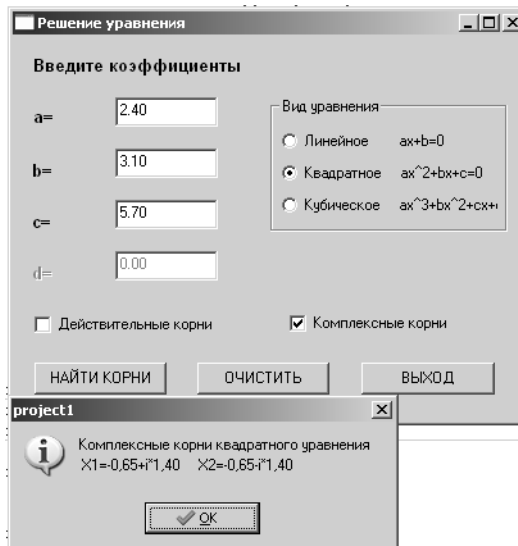 Решение уравнения
Введите коэффициенты
a= 2.40
b= 3.10
c= 5.70
d= 0.00
Вид уравнения
Линейное ax+b=0
Квадратное ax^2+bx+c=0
Кубическое ax^3+bx^2+cx+
Действительные корни
Комплексные корни
НАЙТИ КОРНИ ОЧИСТИТЬ ВЫХОД
project1
Комплексные корни квадратного уравнения
X1=-0,65+i*1,40 X2=-0,65-i*1,40
OK